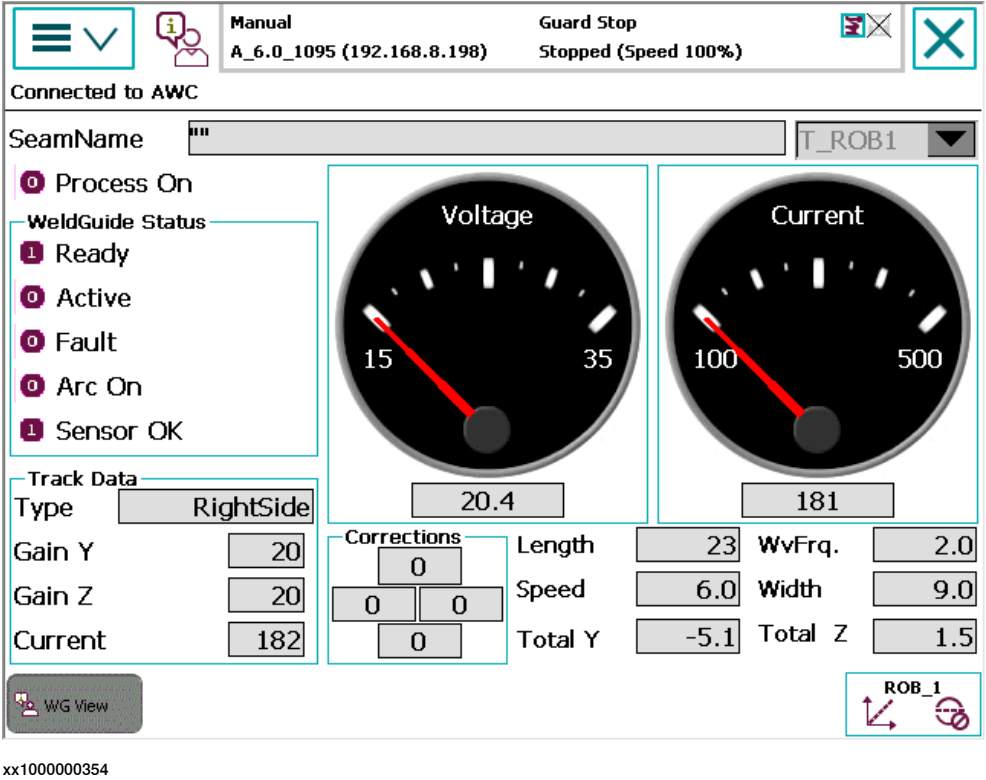 Manual Guard Stop
A_6.0_1095 (192.168.8.198) Stopped (Speed 100%)
Connected to AWC
SeamName "" T_ROB1
0 Process On
WeldGuide Status
1 Ready
0 Active
0 Fault
0 Arc On
1 Sensor OK
Voltage
15 35
20.4
Current
100 500
181
Track Data
Type RightSide
Gain Y 20
Gain Z 20
Current 182
Corrections
0
0 0
0
Length 23 WvFrq. 2.0
Speed 6.0 Width 9.0
Total Y -5.1 Total Z 1.5
WG View
ROB_1
xx1000000354